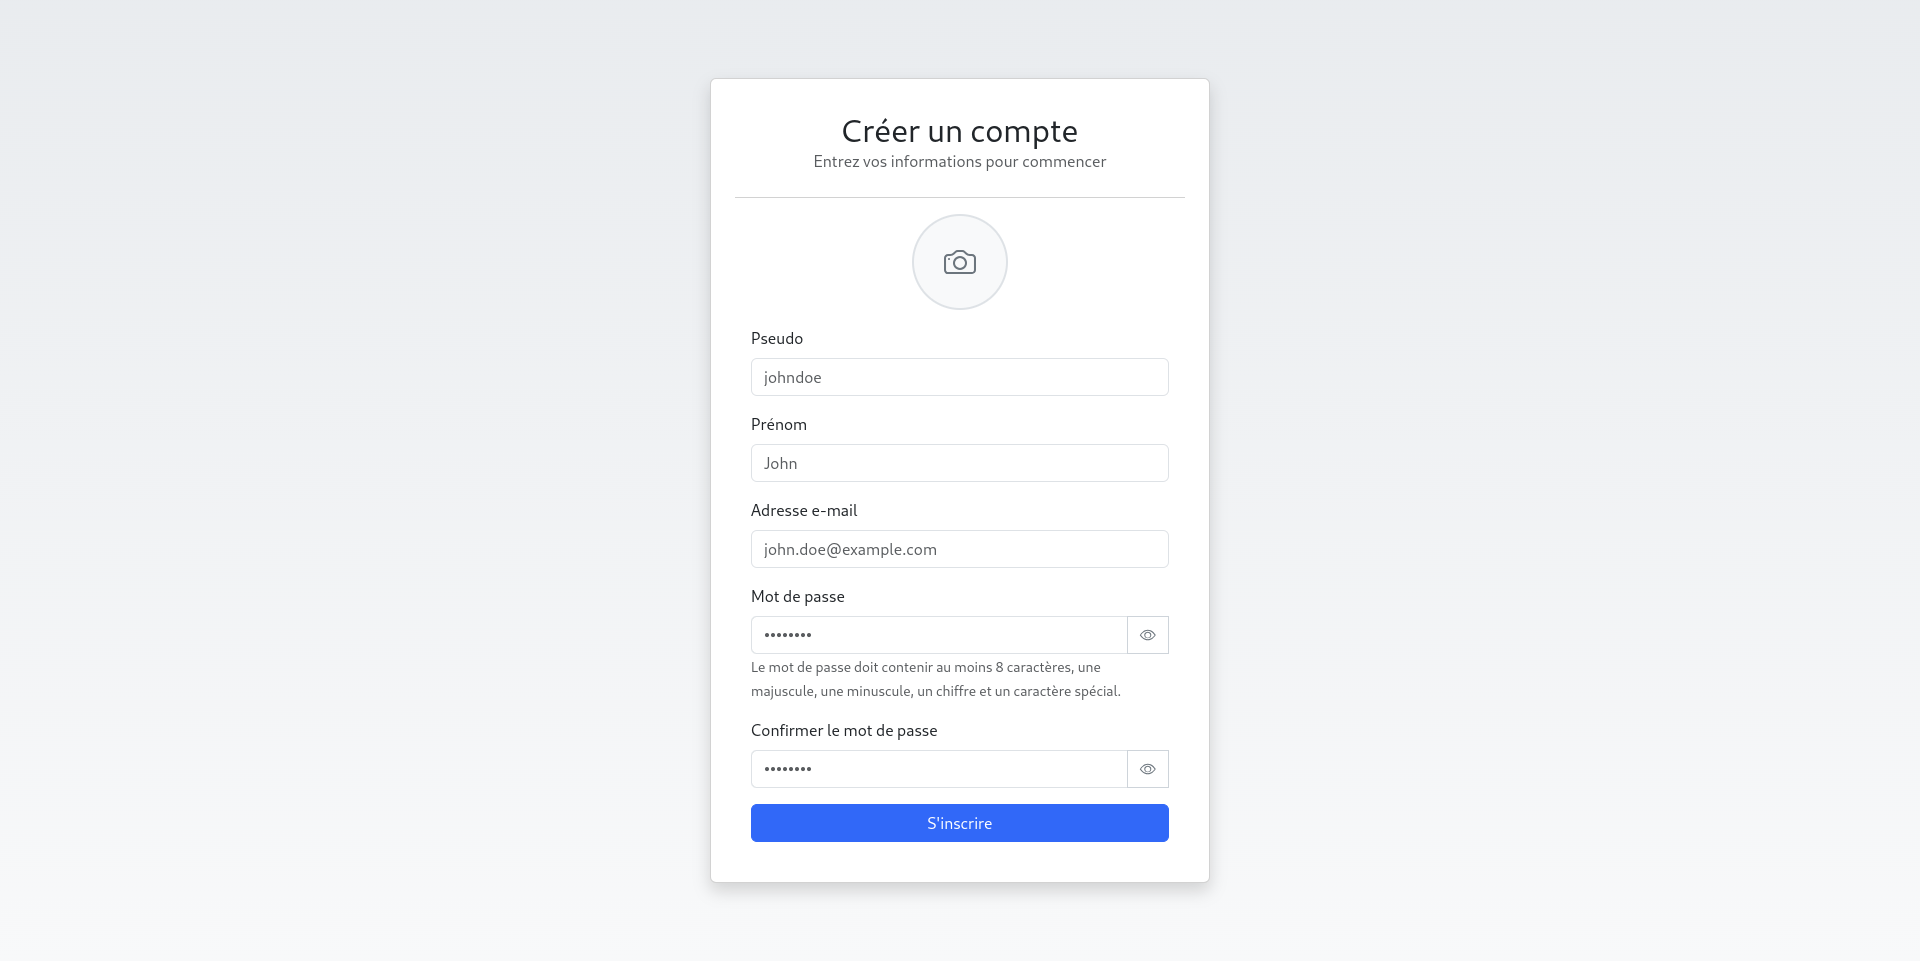 Créer un compte
Entrez vos informations pour commencer
Pseudo
johndoe
Prénom
John
Adresse e-mail
john.doe@example.com
Mot de passe
••••••••
Le mot de passe doit contenir au moins 8 caractères, une
majuscule, une minuscule, un chiffre et un caractère spécial.
Confirmer le mot de passe
••••••••
S'inscrire